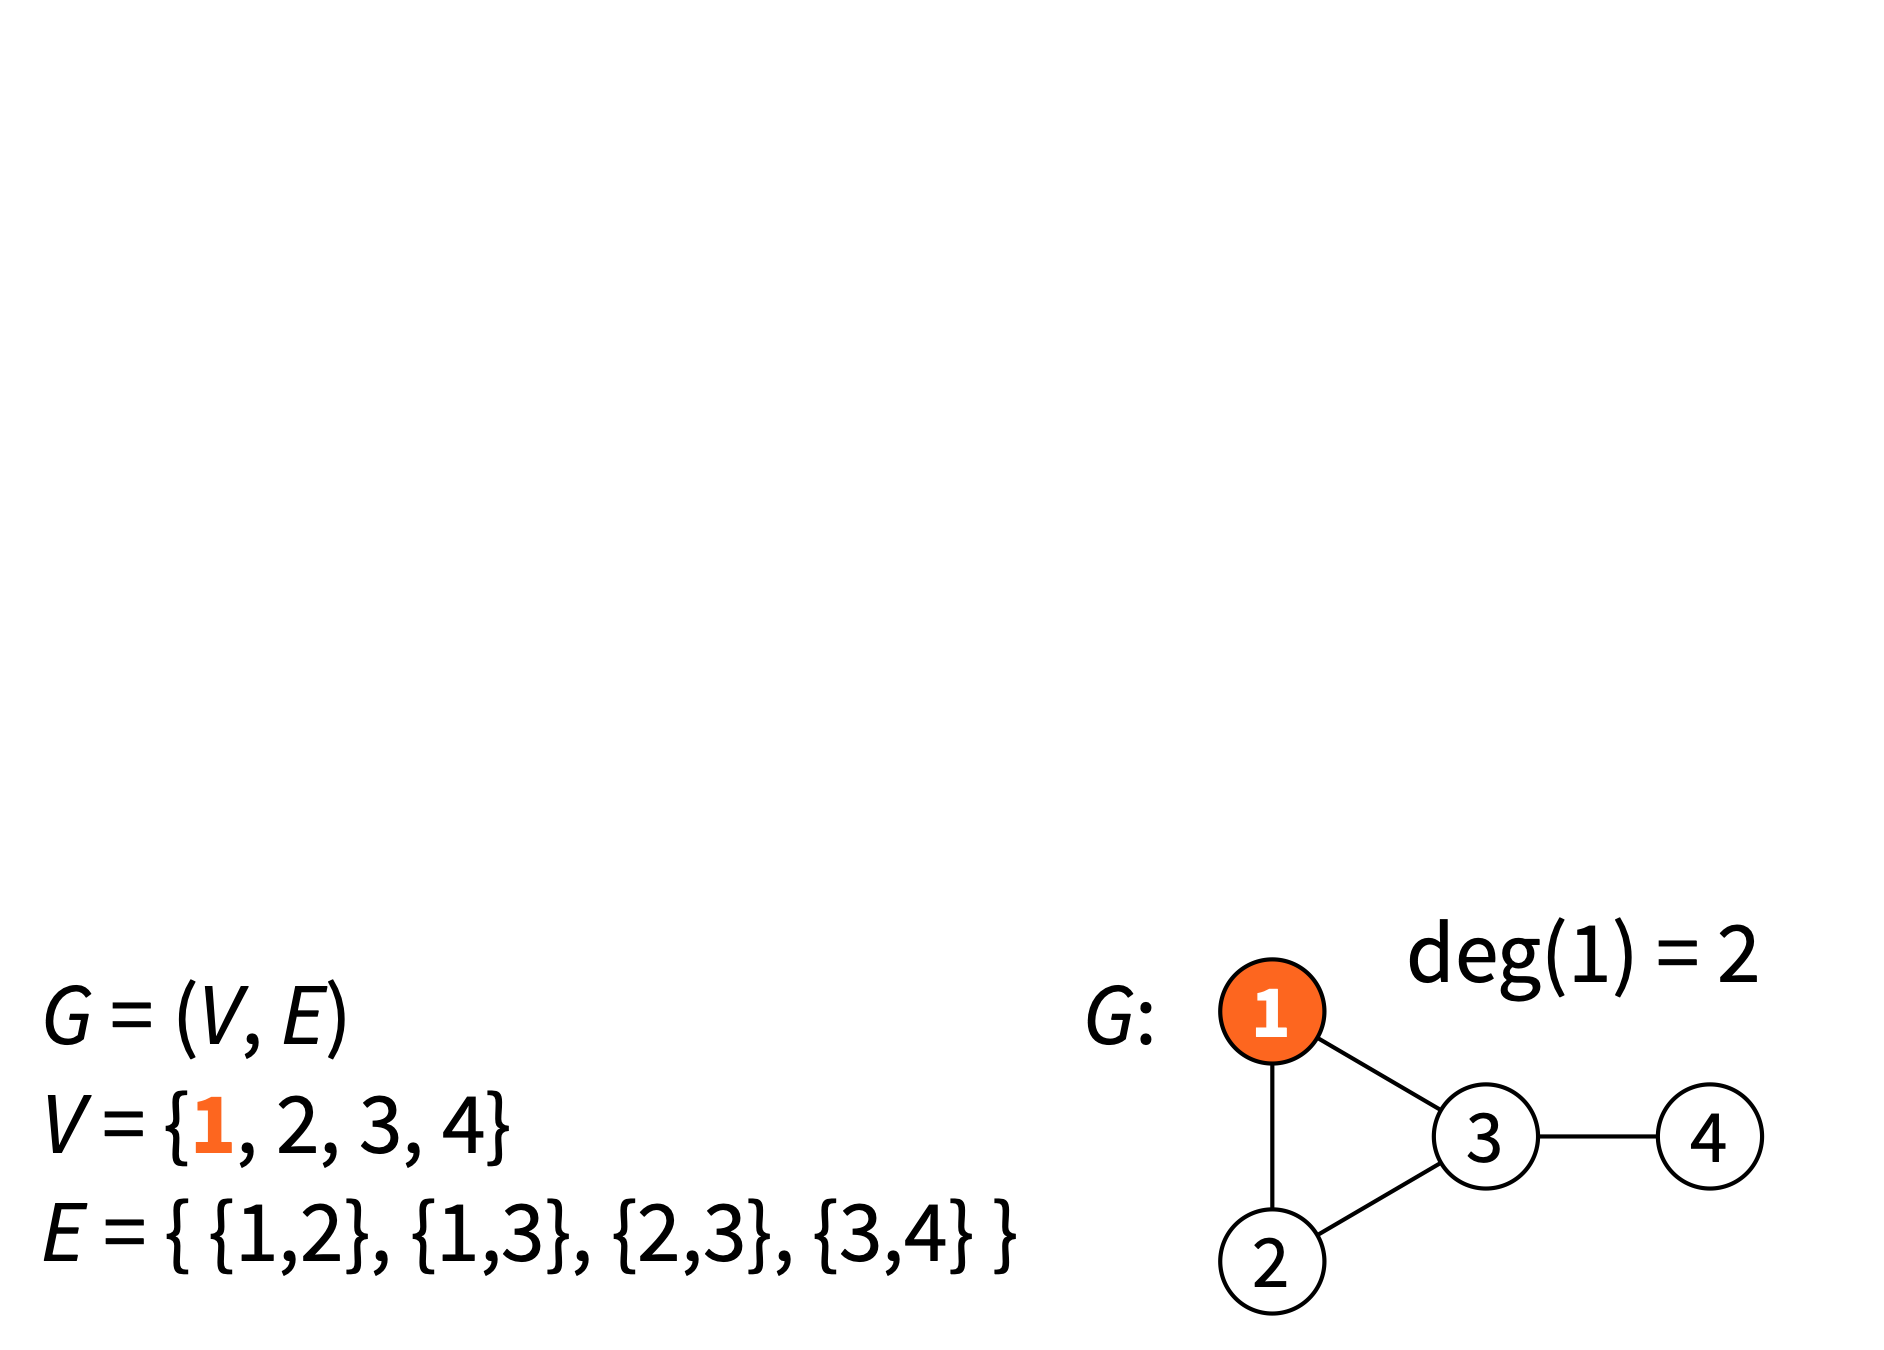 G = (V, E)
V = {1, 2, 3, 4}
E = { {1,2}, {1,3}, {2,3}, {3,4} }
G:
deg(1) = 2
1
3
4
2